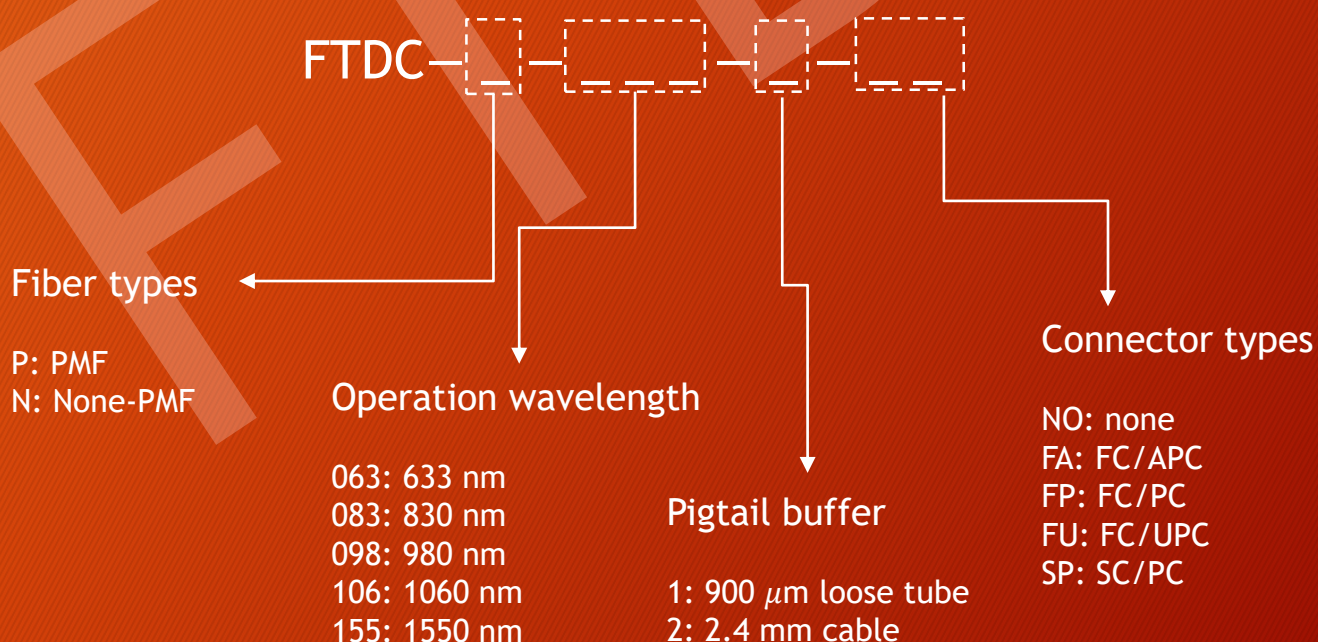 FTDC–_–_ _ _–_–_ _
Fiber types
P: PMF
N: None-PMF
Operation wavelength
063: 633 nm
083: 830 nm
098: 980 nm
106: 1060 nm
155: 1550 nm
Pigtail buffer
1: 900 𝜇m loose tube
2: 2.4 mm cable
Connector types
NO: none
FA: FC/APC
FP: FC/PC
FU: FC/UPC
SP: SC/PC